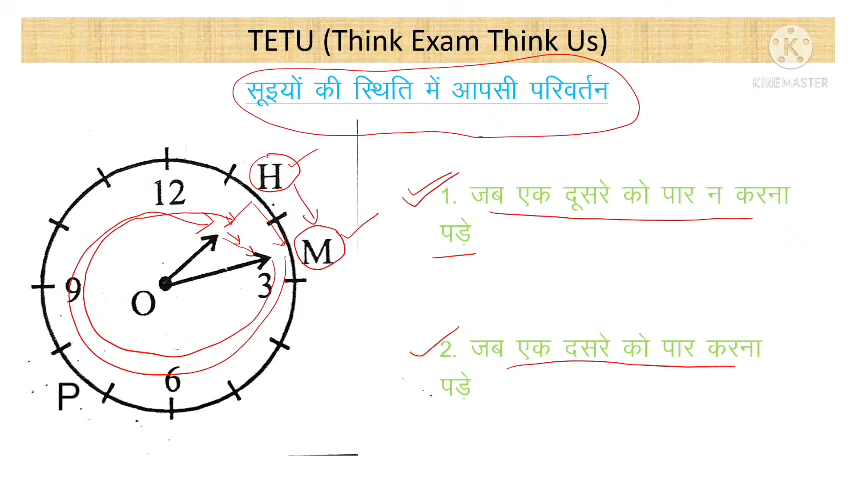 TETU (Think Exam Think Us)
K
KINEMASTER
सूइयों की स्थिति में आपसी परिवर्तन
H
12
1. जब एक दूसरे को पार न करना
पड़े
M
9
3
O
2. जब एक दसरे को पार करना
6
पड़े
P